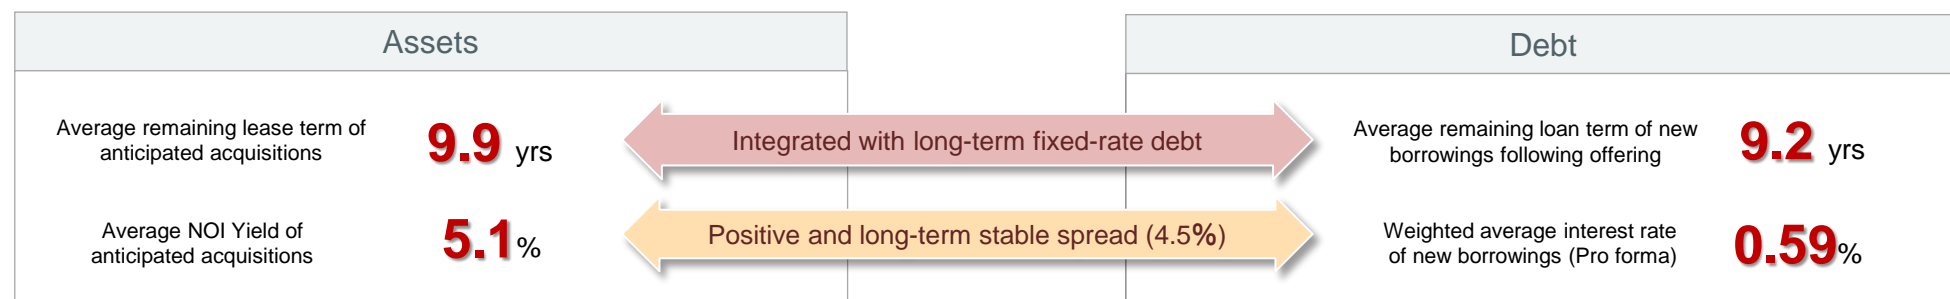 Assets
Debt
Average remaining lease term of
anticipated acquisitions
9.9 yrs
Integrated with long-term fixed-rate debt
Average remaining loan term of new
borrowings following offering
9.2 yrs
Average NOI Yield of
anticipated acquisitions
5.1%
Positive and long-term stable spread (4.5%)
Weighted average interest rate
of new borrowings (Pro forma)
0.59%